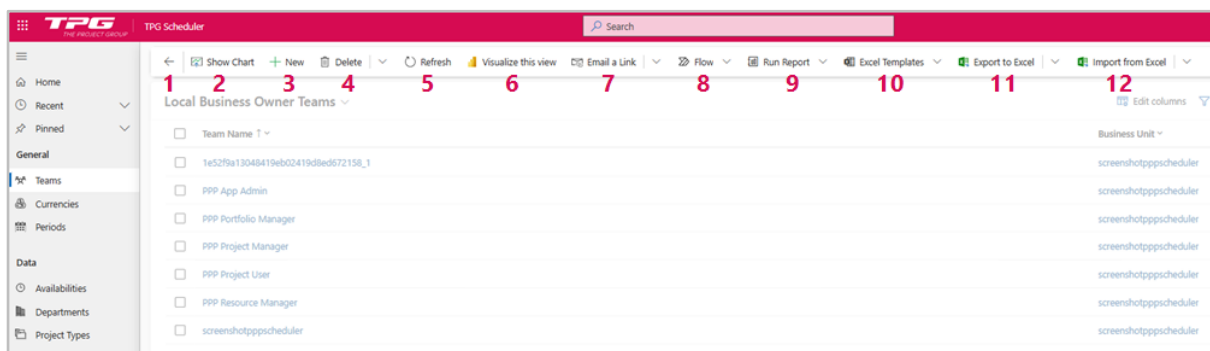 TPG THE PROJECT GROUP TPG Scheduler Search
← Show Chart New Delete Refresh Visualize this view Email a Link Flow Run Report Excel Templates Export to Excel Import from Excel
1 2 3 4 5 6 7 8 9 10 11 12
Home
Recent
Pinned
General
Teams
Currencies
Periods
Data
Availabilities
Departments
Project Types
Local Business Owner Teams Edit columns
Team Name ↑ Business Unit
1e52f9a13048419eb02419d8ed672158_1 screenshotpppscheduler
PPP App Admin screenshotpppscheduler
PPP Portfolio Manager screenshotpppscheduler
PPP Project Manager screenshotpppscheduler
PPP Project User screenshotpppscheduler
PPP Resource Manager screenshotpppscheduler
screenshotpppscheduler screenshotpppscheduler